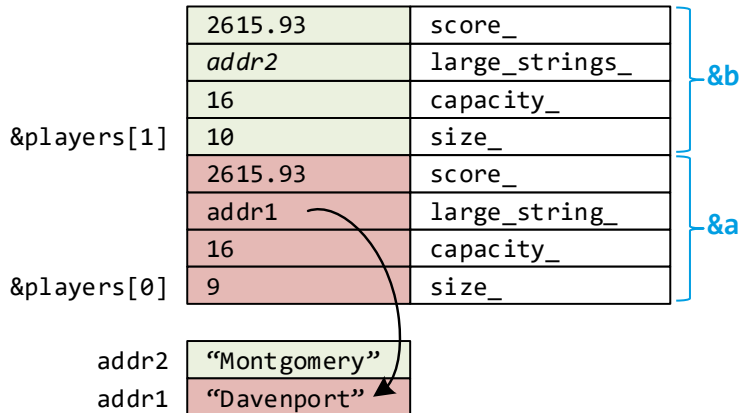 2615.93 score_
addr2 large_strings_
&b
16 capacity_
&players[1] 10 size_
2615.93 score_
addr1 large_string_
&a
16 capacity_
&players[0] 9 size_
addr2 “Montgomery”
addr1 “Davenport”